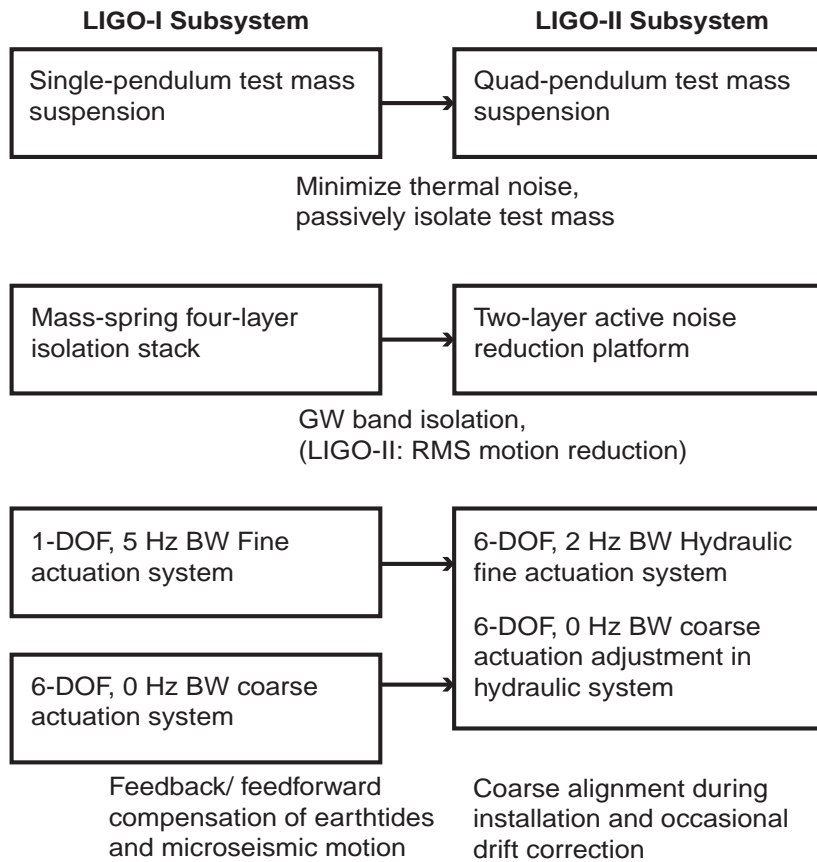 LIGO-I Subsystem
LIGO-II Subsystem
Single-pendulum test mass
suspension
Quad-pendulum test mass
suspension
Minimize thermal noise,
passively isolate test mass
Mass-spring four-layer
isolation stack
Two-layer active noise
reduction platform
GW band isolation,
(LIGO-II: RMS motion reduction)
1-DOF, 5 Hz BW Fine
actuation system
6-DOF, 0 Hz BW coarse
actuation system
6-DOF, 2 Hz BW Hydraulic
fine actuation system
6-DOF, 0 Hz BW coarse
actuation adjustment in
hydraulic system
Feedback/ feedforward
compensation of earthtides
and microseismic motion
Coarse alignment during
installation and occasional
drift correction